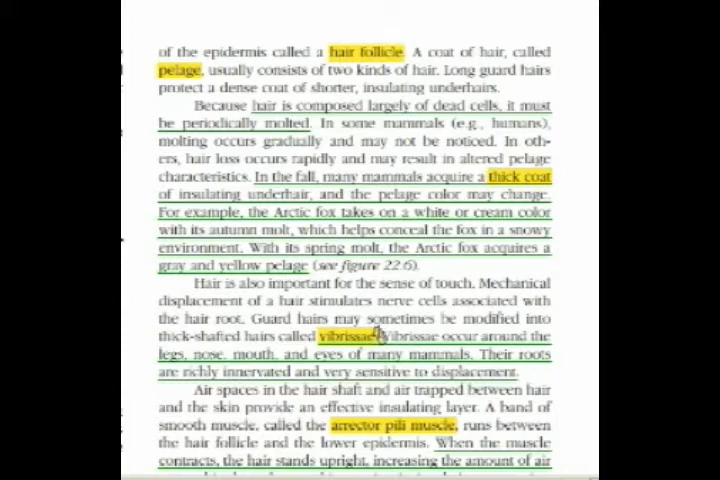 of the epidermis called a hair follicle. A coat of hair, called
pelage, usually consists of two kinds of hair. Long guard hairs
protect a dense coat of shorter, insulating underhairs.
Because hair is composed largely of dead cells, it must
be periodically molted. In some mammals (e.g., humans),
molting occurs gradually and may not be noticed. In oth-
ers, hair loss occurs rapidly and may result in altered pelage
characteristics. In the fall, many mammals acquire a thick coat
of insulating underhair, and the pelage color may change.
For example, the Arctic fox takes on a white or cream color
with its autumn molt, which helps conceal the fox in a snowy
environment. With its spring molt, the Arctic fox acquires a
gray and yellow pelage (see figure 22.6).
Hair is also important for the sense of touch. Mechanical
displacement of a hair stimulates nerve cells associated with
the hair root. Guard hairs may sometimes be modified into
thick-shafted hairs called vibrissae. Vibrissae occur around the
legs, nose, mouth, and eyes of many mammals. Their roots
are richly innervated and very sensitive to displacement.
Air spaces in the hair shaft and air trapped between hair
and the skin provide an effective insulating layer. A band of
smooth muscle, called the arrector pili muscle, runs between
the hair follicle and the lower epidermis. When the muscle
contracts, the hair stands upright, increasing the amount of air